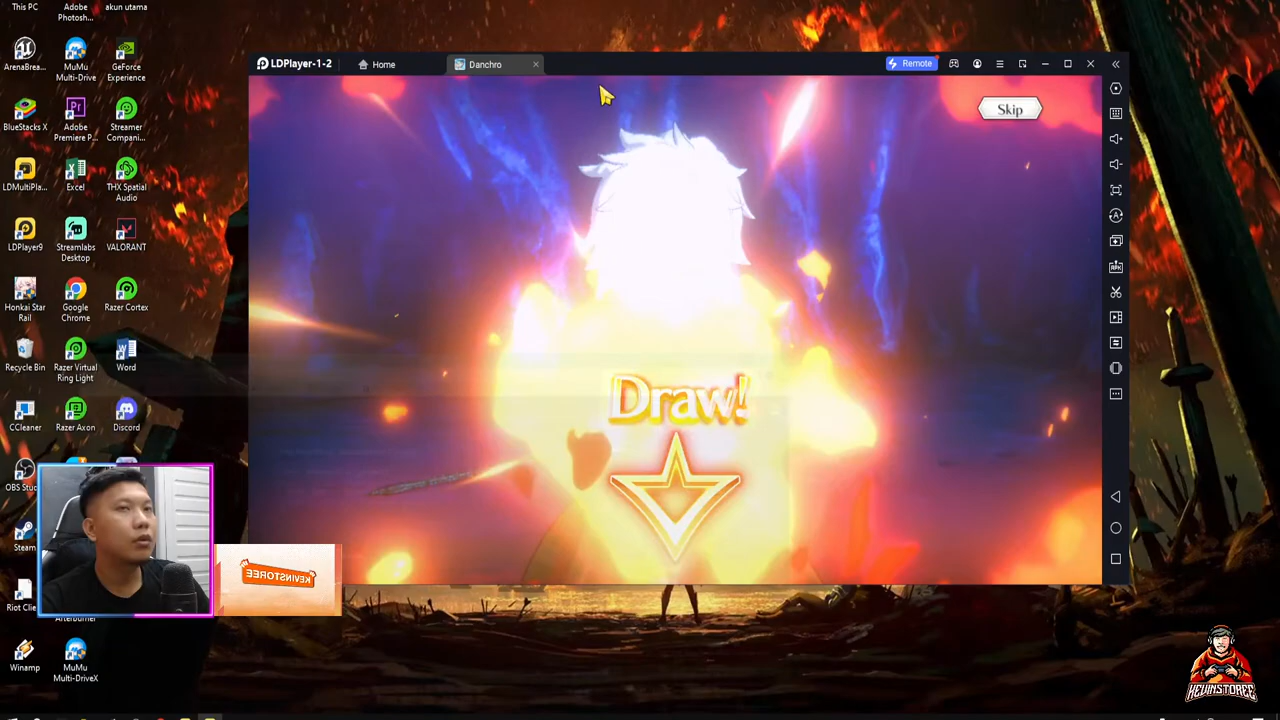 This PC
Adobe
Photosh...
akun utama
ArenaBrea...
MuMu
Multi-Drive
GeForce
Experience
BlueStacks X
Adobe
Premiere P...
Streamer
Compani...
LDMultiPla...
Excel
THX Spatial
Audio
LDPlayer9
Streamlabs
Desktop
VALORANT
Honkai Star
Rail
Google
Chrome
Razer Cortex
Recycle Bin
Razer Virtual
Ring Light
Word
CCleaner
Razer Axon
Discord
OBS Stud
Steam
Riot Clie
Afterburner
Winamp
MuMu
Multi-DriveX
LDPlayer-1-2
Home
Danchro
Remote
Skip
Draw!
KEVINSTOREE
KEVINSTOREE